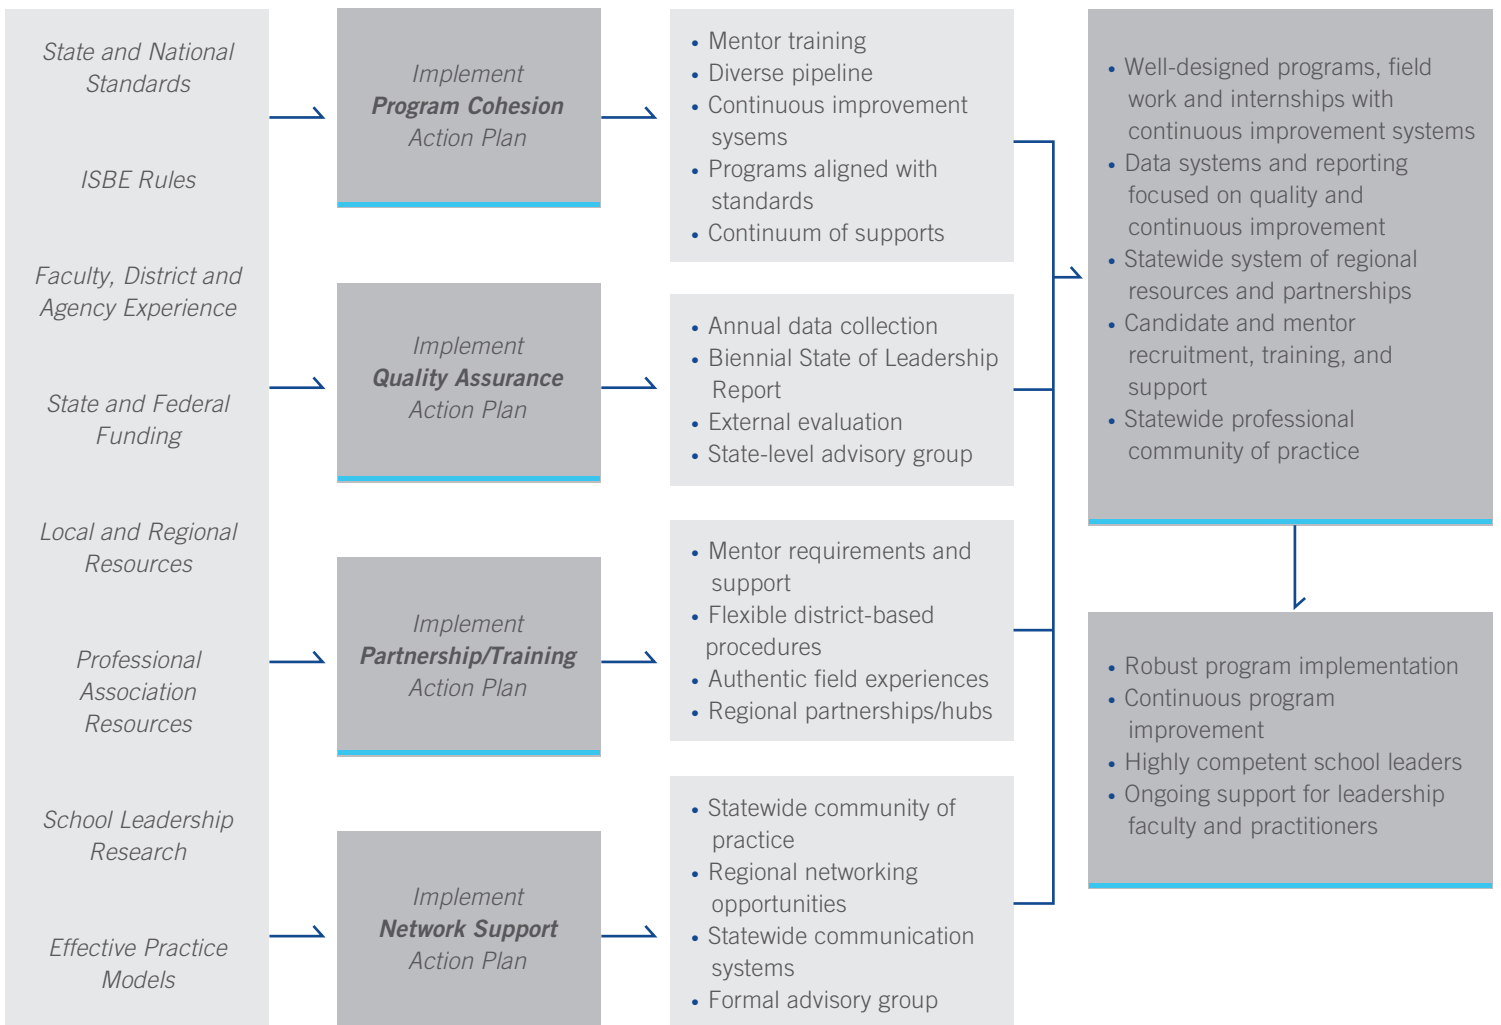 State and National
Standards
ISBE Rules
Faculty, District and
Agency Experience
State and Federal
Funding
Local and Regional
Resources
Professional
Association
Resources
School Leadership
Research
Effective Practice
Models
Implement
Program Cohesion
Action Plan
Implement
Quality Assurance
Action Plan
Implement
Partnership/Training
Action Plan
Implement
Network Support
Action Plan
• Mentor training
• Diverse pipeline
• Continuous improvement
sysems
• Programs aligned with
standards
• Continuum of supports
• Annual data collection
• Biennial State of Leadership
Report
• External evaluation
• State-level advisory group
• Mentor requirements and
support
• Flexible district-based
procedures
• Authentic field experiences
• Regional partnerships/hubs
• Statewide community of
practice
• Regional networking
opportunities
• Statewide communication
systems
• Formal advisory group
• Well-designed programs, field
work and internships with
continuous improvement systems
• Data systems and reporting
focused on quality and
continuous improvement
• Statewide system of regional
resources and partnerships
• Candidate and mentor
recruitment, training, and
support
• Statewide professional
community of practice
• Robust program implementation
• Continuous program
improvement
• Highly competent school leaders
• Ongoing support for leadership
faculty and practitioners